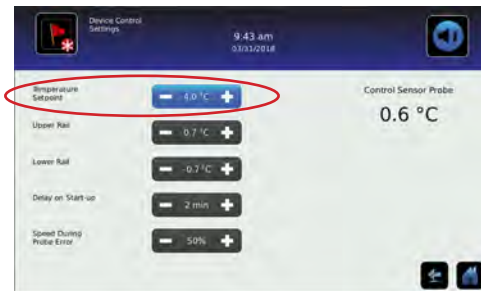 Device Control
Settings
9:43 am
03/31/2018
Temperature
Setpoint
4.0 °C
Control Sensor Probe
0.6 °C
Upper Rail
0.7 °C
Lower Rail
-0.7 °C
Delay on Start-up
2 min
Speed During
Probe Error
50%